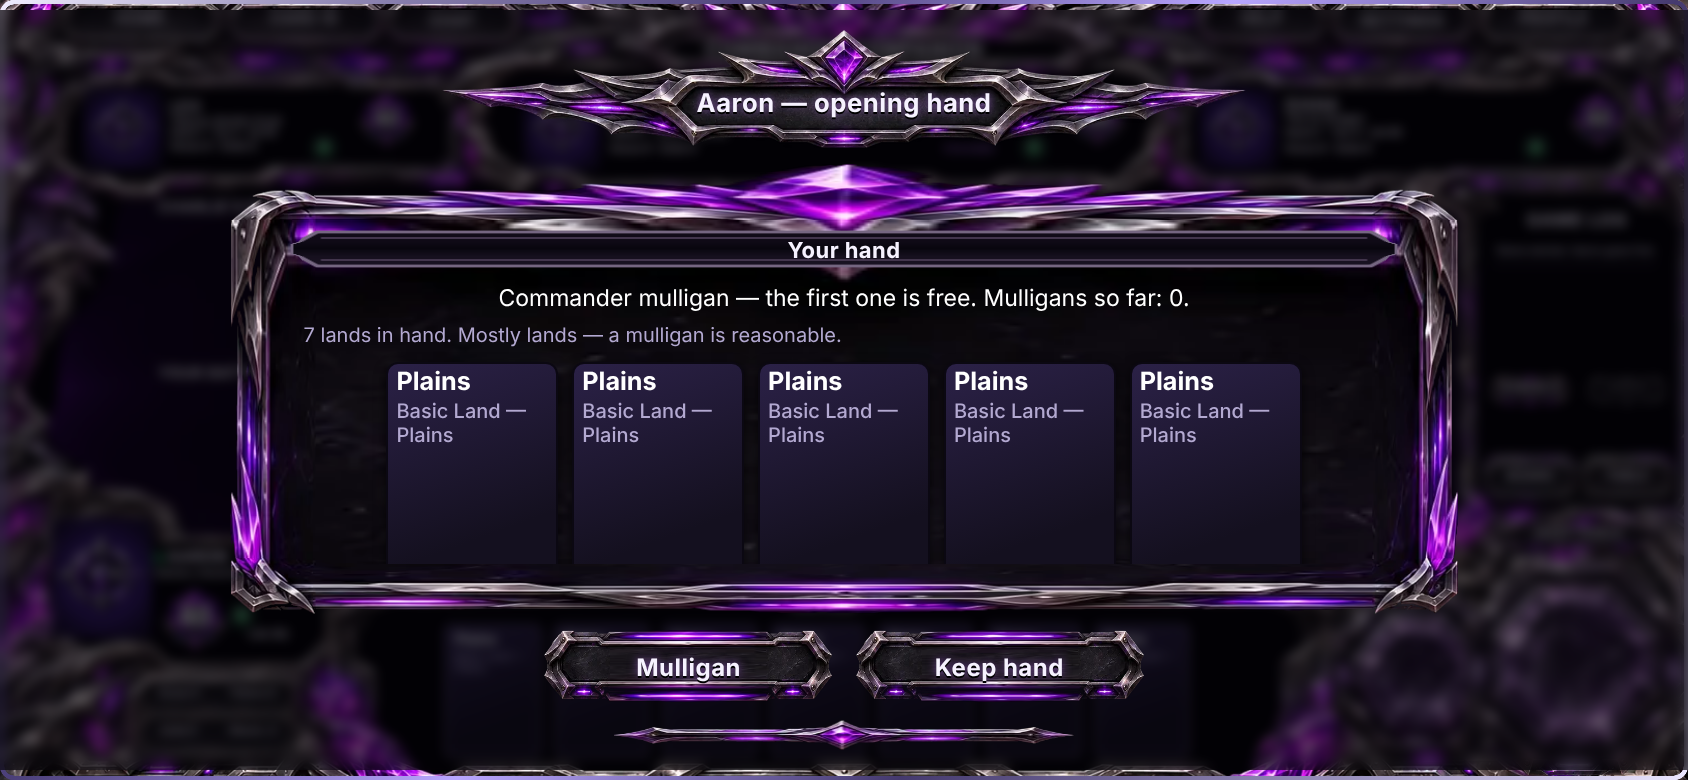 Aaron — opening hand
Your hand
Commander mulligan — the first one is free. Mulligans so far: 0.
7 lands in hand. Mostly lands — a mulligan is reasonable.
Plains
Basic Land —
Plains
Plains
Basic Land —
Plains
Plains
Basic Land —
Plains
Plains
Basic Land —
Plains
Plains
Basic Land —
Plains
Mulligan
Keep hand